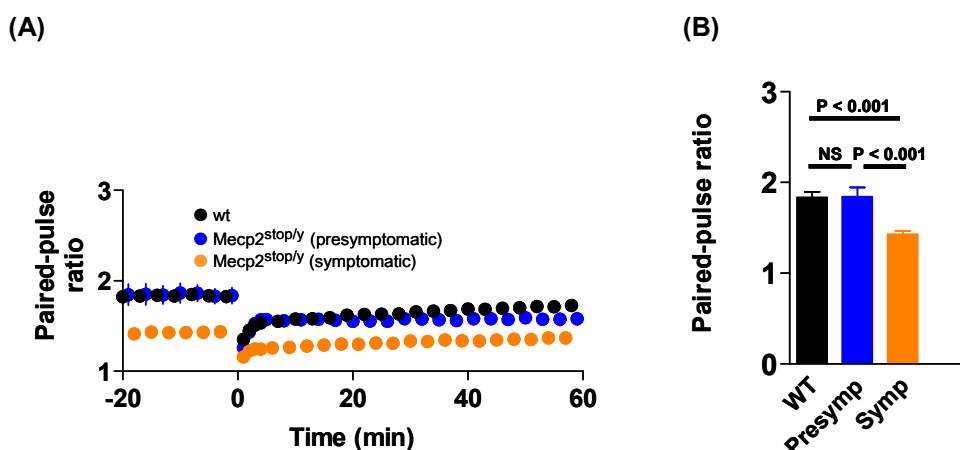 (A)
Paired-pulse
ratio
3
2
1
wt
Mecp2stop/y (presymptomatic)
Mecp2stop/y (symptomatic)
-20 0 20 40 60
Time (min)
(B)
Paired-pulse ratio
3
2
1
0
P < 0.001
NS P < 0.001
WT
Presymp
Symp